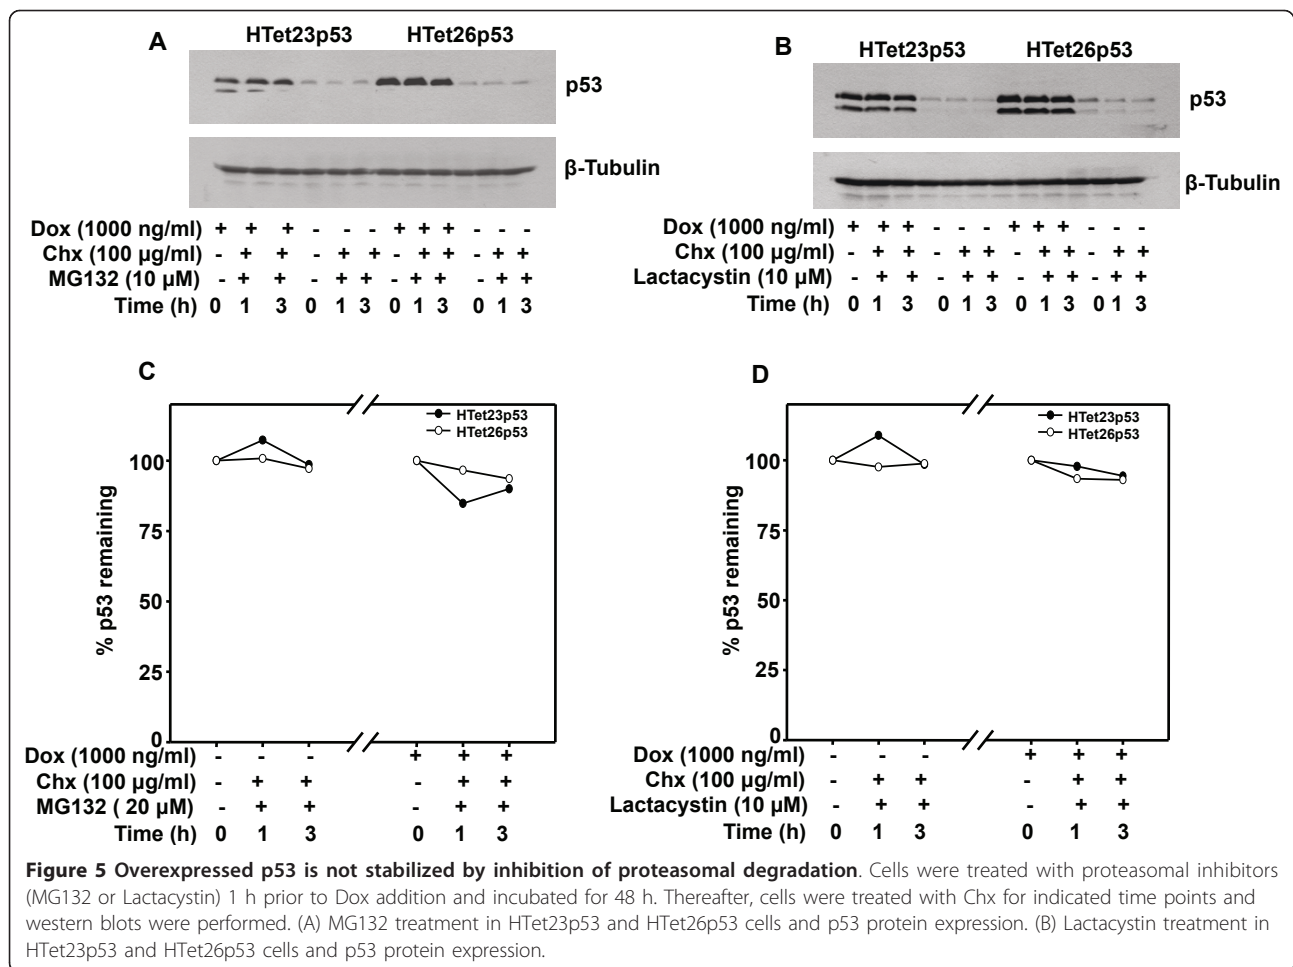 A
HTet23p53 HTet26p53
p53
β-Tubulin
Dox (1000 ng/ml) + + + - - - + + + - - -
Chx (100 µg/ml) - + + - + + - + + - + +
MG132 (10 µM) - + + - + + - + + - + +
Time (h) 0 1 3 0 1 3 0 1 3 0 1 3
B
HTet23p53 HTet26p53
p53
β-Tubulin
Dox (1000 ng/ml) + + + - - - + + + - - -
Chx (100 µg/ml) - + + - + + - + + - + +
Lactacystin (10 µM) - + + - + + - + + - + +
Time (h) 0 1 3 0 1 3 0 1 3 0 1 3
C
HTet23p53
HTet26p53
% p53 remaining
100
75
50
25
0
Dox (1000 ng/ml) - - - + + +
Chx (100 µg/ml) - + + - + +
MG132 ( 20 µM) - + + - + +
Time (h) 0 1 3 0 1 3
D
HTet23p53
HTet26p53
% p53 remaining
100
75
50
25
0
Dox (1000 ng/ml) - - - + + +
Chx (100 µg/ml) - + + - + +
Lactacystin (10 µM) - + + - + +
Time (h) 0 1 3 0 1 3
Figure 5 Overexpressed p53 is not stabilized by inhibition of proteasomal degradation. Cells were treated with proteasomal inhibitors
(MG132 or Lactacystin) 1 h prior to Dox addition and incubated for 48 h. Thereafter, cells were treated with Chx for indicated time points and
western blots were performed. (A) MG132 treatment in HTet23p53 and HTet26p53 cells and p53 protein expression. (B) Lactacystin treatment in
HTet23p53 and HTet26p53 cells and p53 protein expression.